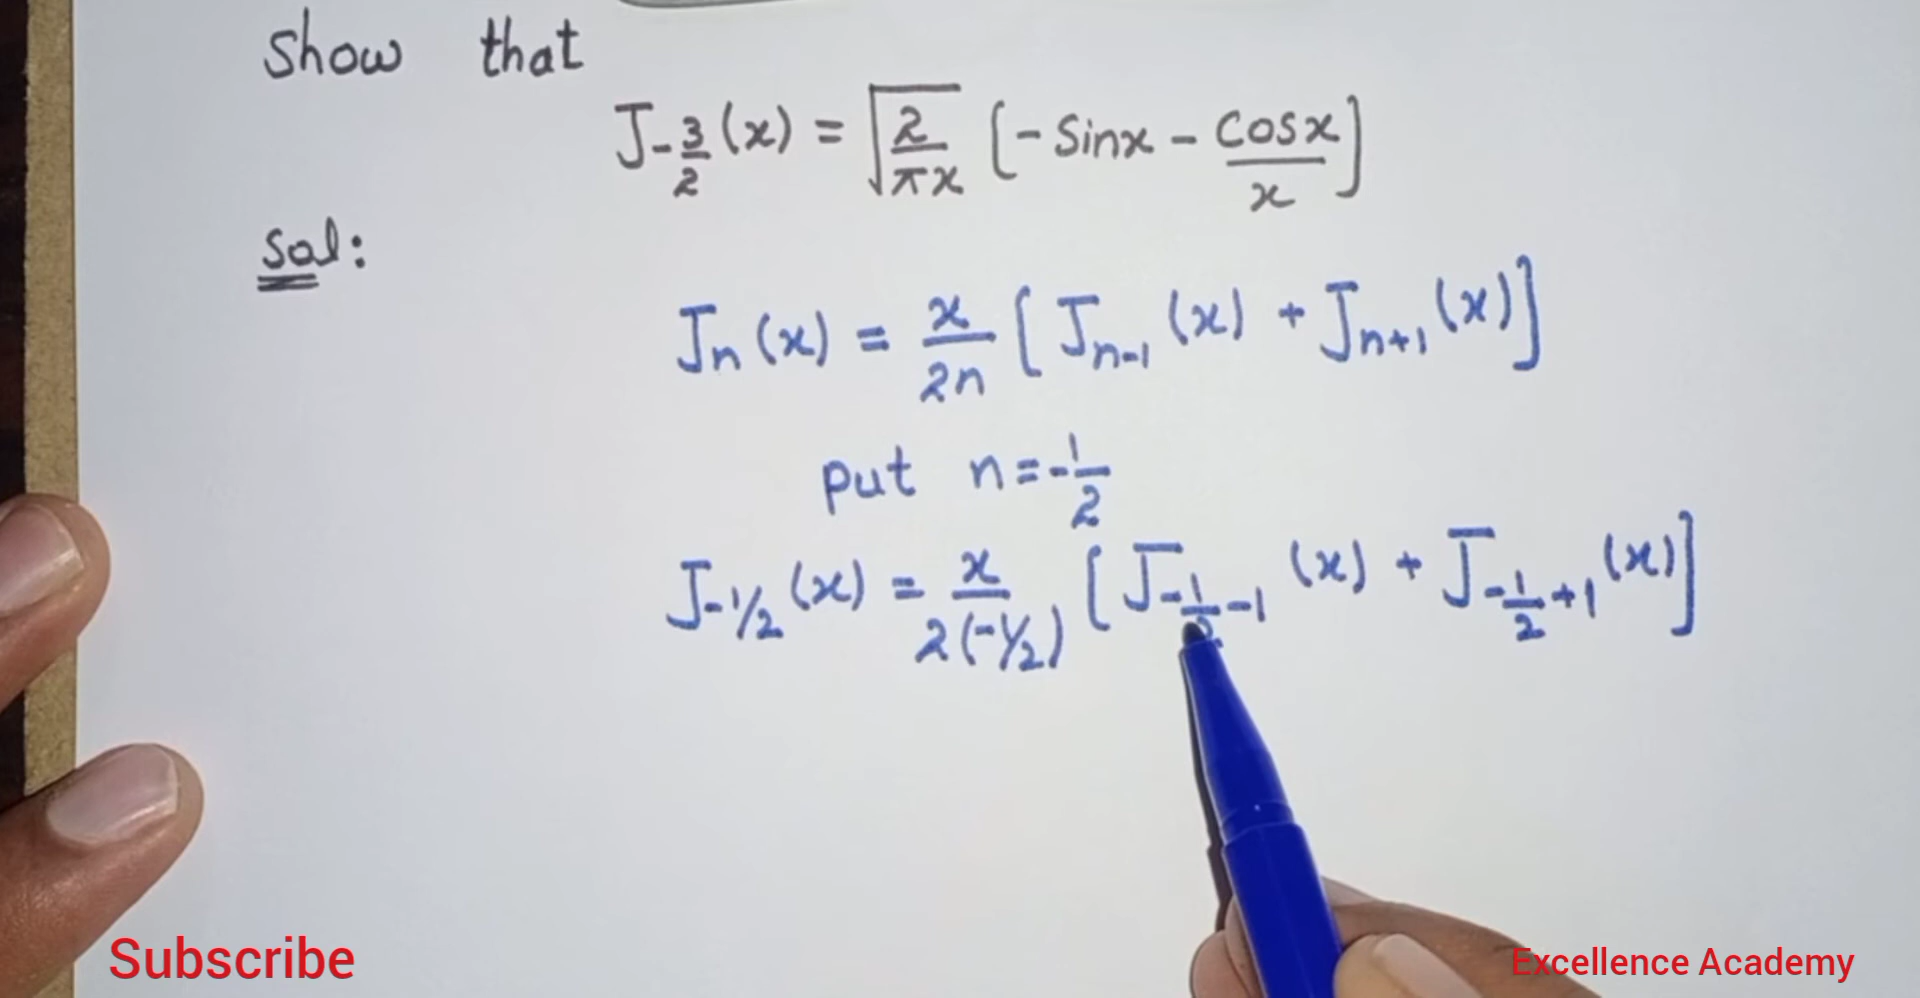 Show that
J-3/2 (x) = √(2/πx) [-Sinx - Cosx/x]
Sol:
Jn (x) = x/2n [Jn-1 (x) + Jn+1 (x)]
put n=-1/2
J-1/2 (x) = x/2(-1/2) [J-1/2-1 (x) + J-1/2+1 (x)]
Subscribe
Excellence Academy